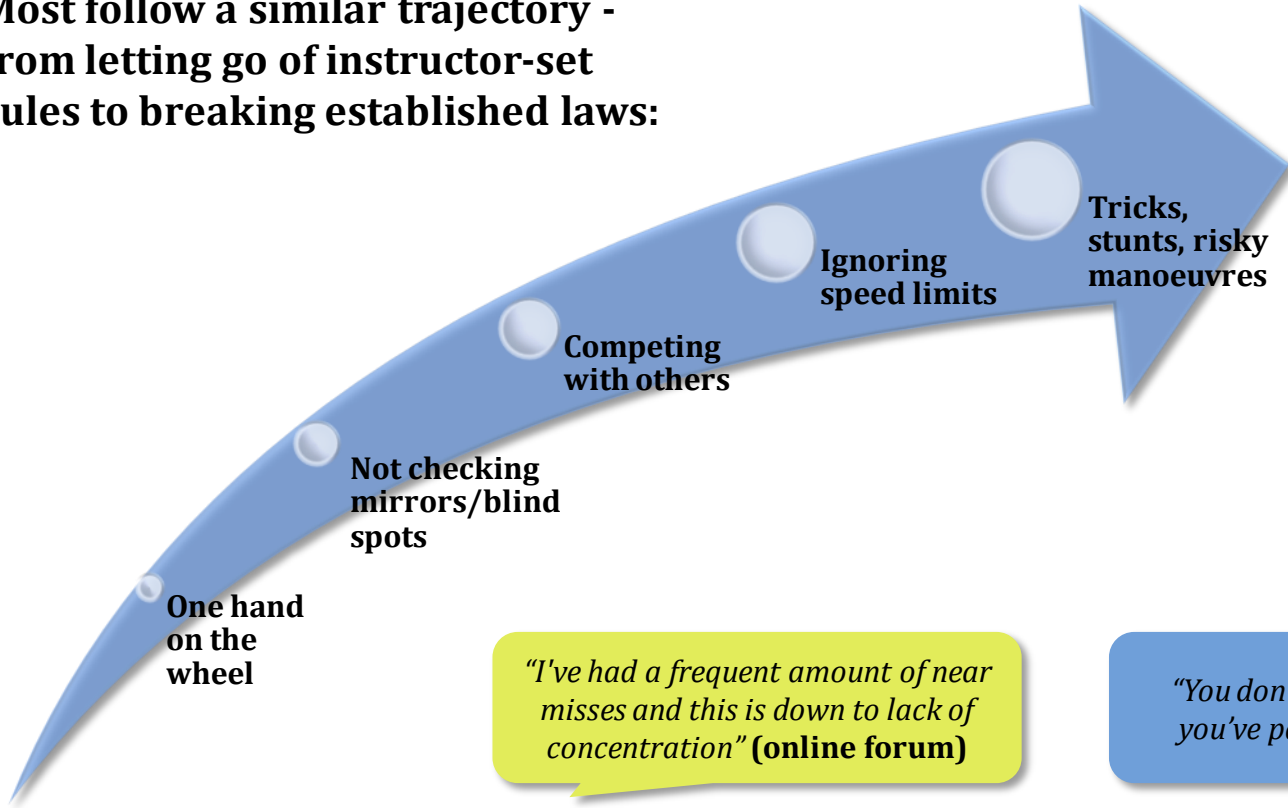 Most follow a similar trajectory -
from letting go of instructor-set
rules to breaking established laws:
Tricks,
stunts, risky
manoeuvres
Ignoring
speed limits
Competing
with others
Not checking
mirrors/blind
spots
One hand
on the
wheel
“I've had a frequent amount of near
misses and this is down to lack of
concentration” (online forum)
“You don
you’ve